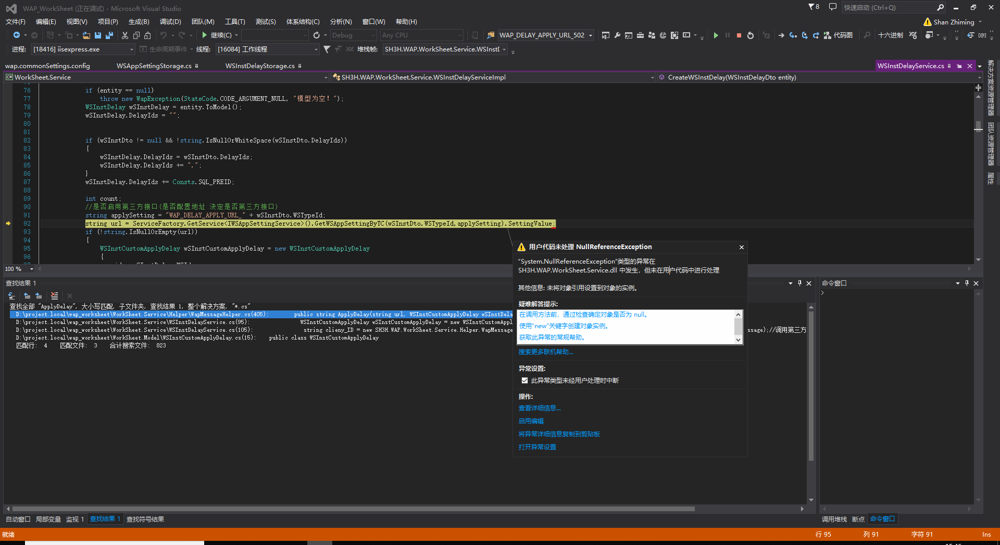 WAP_WorkSheet (正在调试) - Microsoft Visual Studio
8
快速启动 (Ctrl+Q)
文件(F) 编辑(E) 视图(V) 项目(P) 生成(B) 调试(D) 团队(M) 工具(T) 测试(S) 体系结构(C) 分析(N) 窗口(W) 帮助(H)
Shan Zhiming
继续(C) Debug Any CPU WAP_DELAY_APPLY_URL_502 代码图 十六进制
进程: [18416] iisexpress.exe 生命周期事件 线程: [16084] 工作线程 堆栈帧: SH3H.WAP.WorkSheet.Service.WSInst
wap.commonSettings.config WSAppSettingStorage.cs WSInstDelayStorage.cs WSInstDelayService.cs
WorkSheet.Service SH3H.WAP.WorkSheet.Service.WSInstDelayServiceImpl CreateWSInstDelay(WSInstDelayDto entity)
76 if (entity == null)
77 throw new WapException(StateCode.CODE_ARGUMENT_NULL, "模型为空! ");
78 WSInstDelay wSInstDelay = entity.ToModel();
79 wSInstDelay.DelayIds = "";
80
81
82 if (wSInstDto != null && !string.IsNullOrWhiteSpace(wSInstDto.DelayIds))
83 {
84 wSInstDelay.DelayIds = wSInstDto.DelayIds;
85 wSInstDelay.DelayIds += ",";
86 }
87 wSInstDelay.DelayIds += Consts.SQL_PREID;
88
89 int count;
90 //是否启用第三方接口(是否配置地址 决定是否第三方接口)
91 string applySetting = "WAP_DELAY_APPLY_URL_" + wSInstDto.WSTypeId;
92 string url = ServiceFactory.GetService<IWSAppSettingService>().GetWSAppSettingByTC(wSInstDto.WSTypeId,applySetting).SettingValue;
93 if (!string.IsNullOrEmpty(url))
94 {
95 WSInstCustomApplyDelay wSInstCustomApplyDelay = new WSInstCustomApplyDelay
96 {
100 %
解决方案资源管理器
团队资源管理器
属性
用户代码未处理 NullReferenceException
“System.NullReferenceException”类型的异常在
SH3H.WAP.WorkSheet.Service.dll 中发生，但未在用户代码中进行处理
其他信息: 未将对象引用设置到对象的实例。
疑难解答提示:
在调用方法前，通过检查确定对象是否为 null。
使用“new”关键字创建对象实例。
获取此异常的常规帮助。
搜索更多联机帮助...
异常设置:
此异常类型未经用户处理时中断
操作:
查看详细信息...
启用编辑
将异常详细信息复制到剪贴板
打开异常设置
查找结果 1
查找全部 "ApplyDelay", 大小写匹配, 子文件夹, 查找结果 1, 整个解决方案, "*.cs"
D:\project.local\wap_worksheet\WorkSheet.Service\Helper\WapMessageHelper.cs(405): public string ApplyDelay(string url, WSInstCustomApplyDelay wSInstDela
D:\project.local\wap_worksheet\WorkSheet.Service\WSInstDelayService.cs(95): WSInstCustomApplyDelay wSInstCustomApplyDelay = new WSInstCustomAppl
D:\project.local\wap_worksheet\WorkSheet.Service\WSInstDelayService.cs(105): string clieny_ID = new SH3H.WAP.WorkSheet.Service.Helper.WapMessage ssage);//调用第三方
D:\project.local\wap_worksheet\WorkSheet.Model\WSInstCustomApplyDelay.cs(15): public class WSInstCustomApplyDelay
匹配行: 4 匹配文件: 3 合计搜索文件: 823
命令窗口
>
自动窗口 局部变量 监视 1 查找结果 1 查找符号结果
调用堆栈 断点 命令窗口
就绪 行 95 列 91 字符 91 Ins